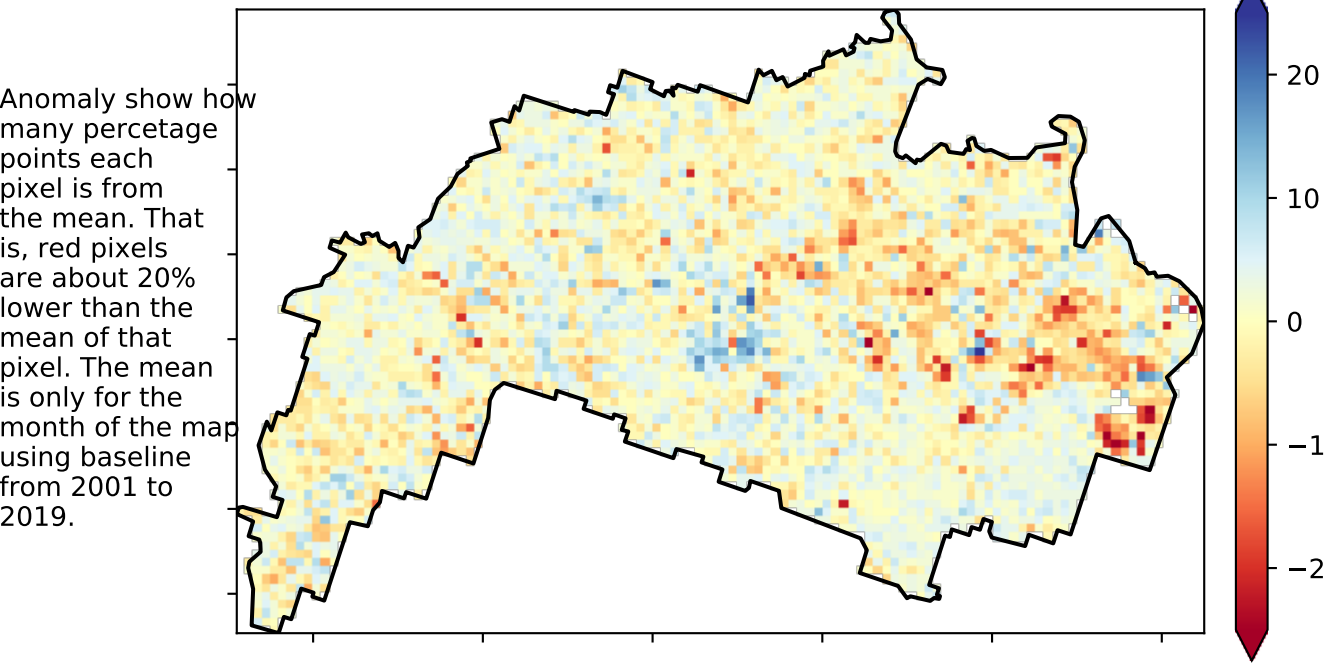 Anomaly show how
many percetage
points each
pixel is from
the mean. That
is, red pixels
are about 20%
lower than the
mean of that
pixel. The mean
is only for the
month of the map
using baseline
from 2001 to
2019.
20
10
0
−1
−2